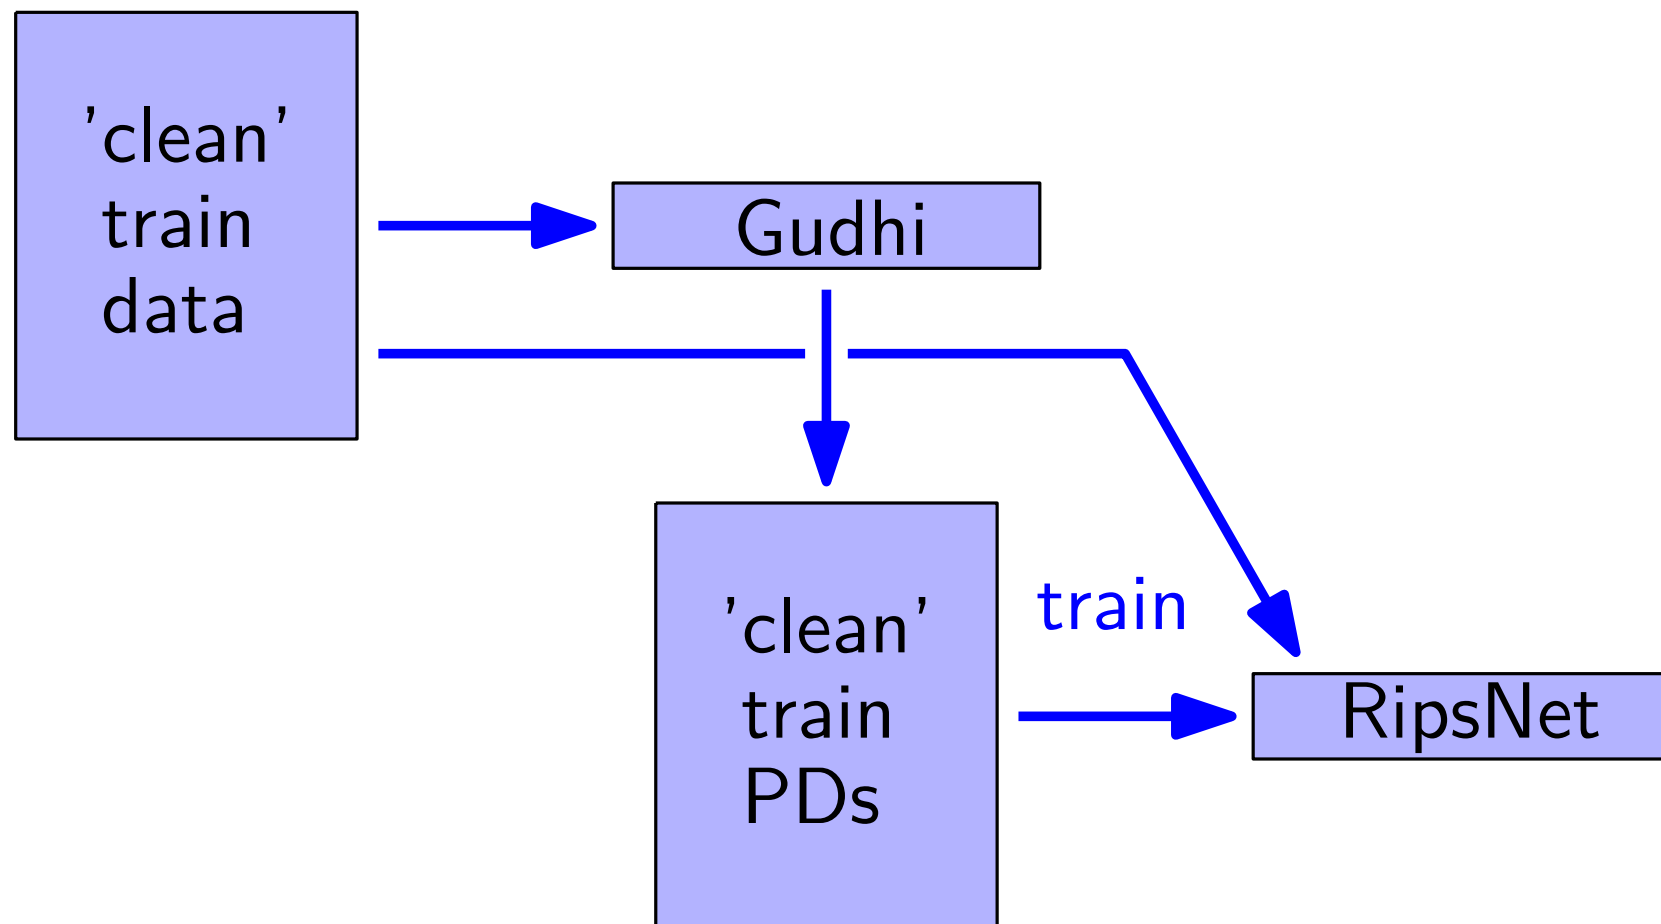 'clean'
train
data
Gudhi
'clean'
train
PDs
train
RipsNet